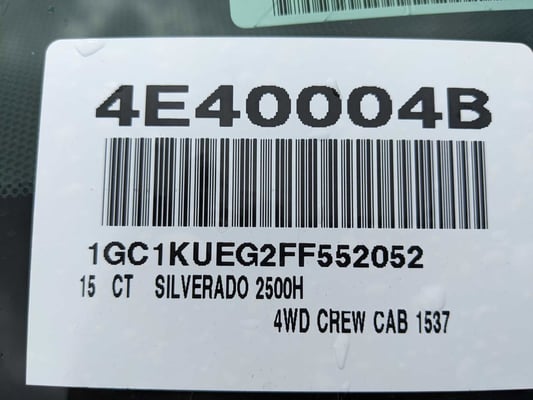 4E40004B
1GC1KUEG2FF552052
15 CT SILVERADO 2500H
4WD CREW CAB 1537